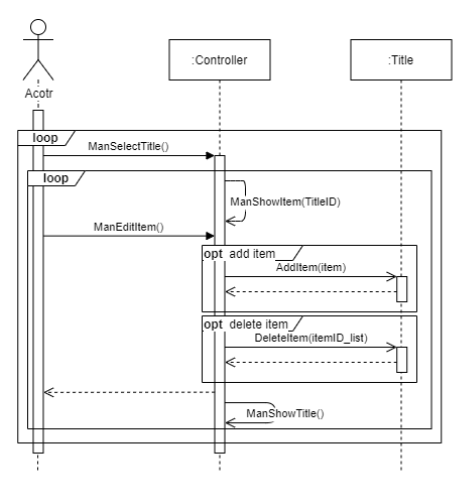 :Controller
:Title
Acotr
loop
ManSelectTitle()
loop
ManShowItem(TitleID)
ManEditItem()
opt add item
AddItem(item)
opt delete item
DeleteItem(itemID_list)
ManShowTitle()